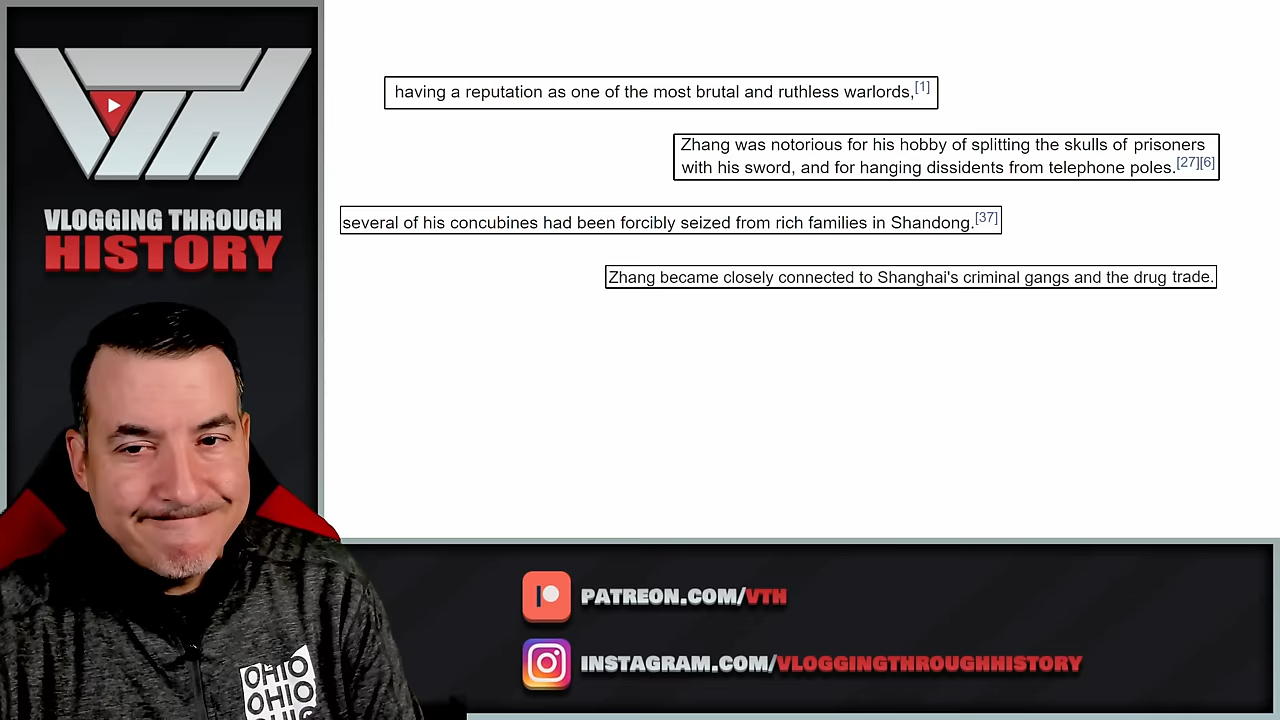 VTH
VLOGGING THROUGH
HISTORY
having a reputation as one of the most brutal and ruthless warlords,[1]
Zhang was notorious for his hobby of splitting the skulls of prisoners
with his sword, and for hanging dissidents from telephone poles.[27][6]
several of his concubines had been forcibly seized from rich families in Shandong.[37]
Zhang became closely connected to Shanghai's criminal gangs and the drug trade.
OHIO
OHIO
OHIO
PATREON.COM/VTH
INSTAGRAM.COM/VLOGGINGTHROUGHHISTORY